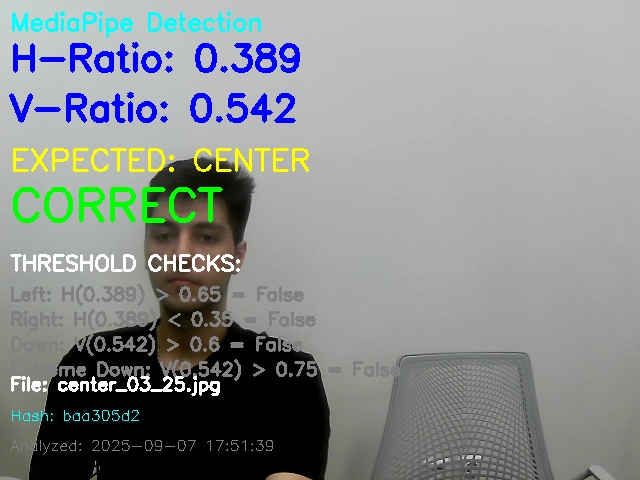 MediaPipe Detection
H-Ratio: 0.389
V-Ratio: 0.542
EXPECTED: CENTER
CORRECT
THRESHOLD CHECKS:
Left: H(0.389) > 0.65 = False
Right: H(0.389) < 0.35 = False
Down: V(0.542) > 0.6 = False
Extreme Down: V(0.542) > 0.75 = False
File: center_03_25.jpg
Hash: baa305d2
Analyzed: 2025-09-07 17:51:39